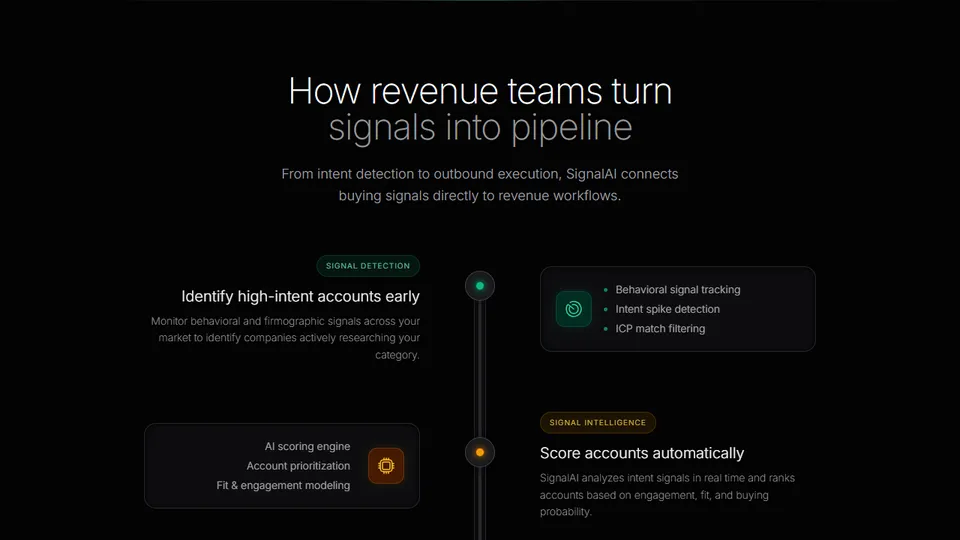 How revenue teams turn
signals into pipeline
From intent detection to outbound execution, SignalAI connects
buying signals directly to revenue workflows.
SIGNAL DETECTION
Identify high-intent accounts early
Monitor behavioral and firmographic signals across your
market to identify companies actively researching your
category.
Behavioral signal tracking
Intent spike detection
ICP match filtering
SIGNAL INTELLIGENCE
Score accounts automatically
SignalAI analyzes intent signals in real time and ranks
accounts based on engagement, fit, and buying
probability.
AI scoring engine
Account prioritization
Fit & engagement modeling